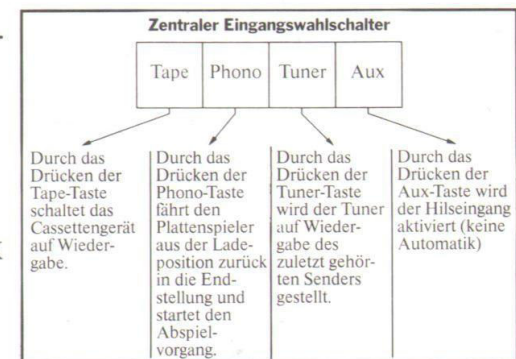 Zentraler Eingangswahlschalter
Tape Phono Tuner Aux
Durch das
Drücken der
Tape-Taste
schaltet das
Cassettengerät
auf Wieder-
gabe.
Durch das
Drücken der
Phono-Taste
fährt den
Plattenspieler
aus der Lade-
position zurück
in die End-
stellung und
startet den
Abspiel-
vorgang.
Durch das
Drücken der
Tuner-Taste
wird der Tuner
auf Wieder-
gabe des
zuletzt gehör-
ten Senders
gestellt.
Durch das
Drücken der
Aux-Taste wird
der Hilseingang
aktiviert (keine
Automatik)